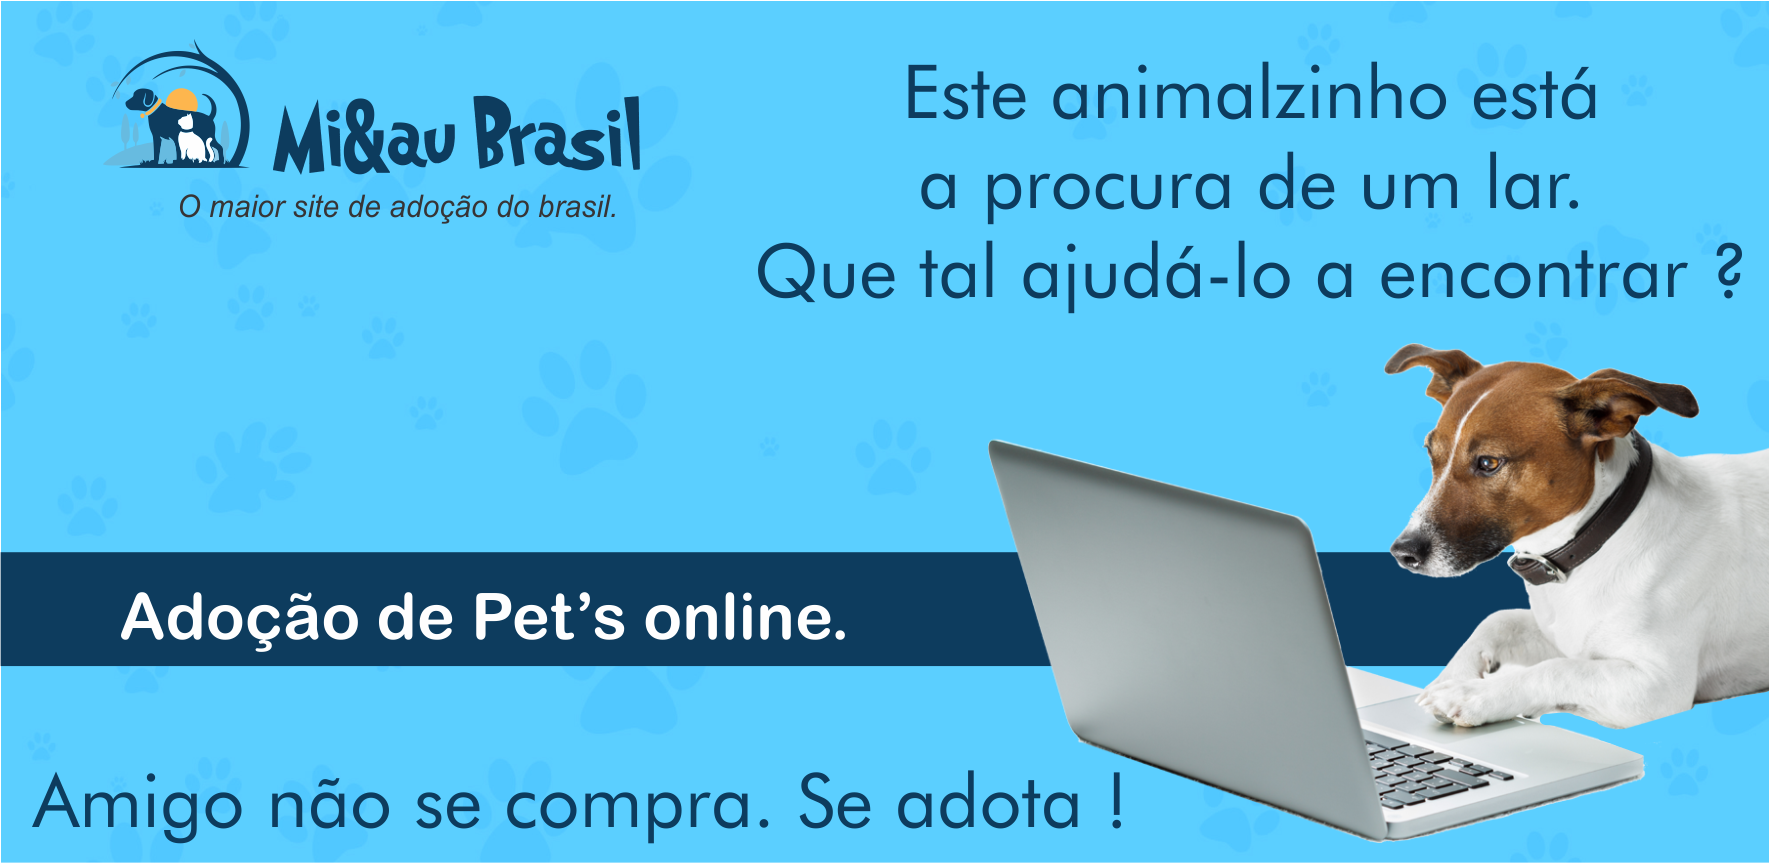 Mi&au Brasil
O maior site de adoção do brasil.
Este animalzinho está
a procura de um lar.
Que tal ajudá-lo a encontrar ?
Adoção de Pet’s online.
Amigo não se compra. Se adota !